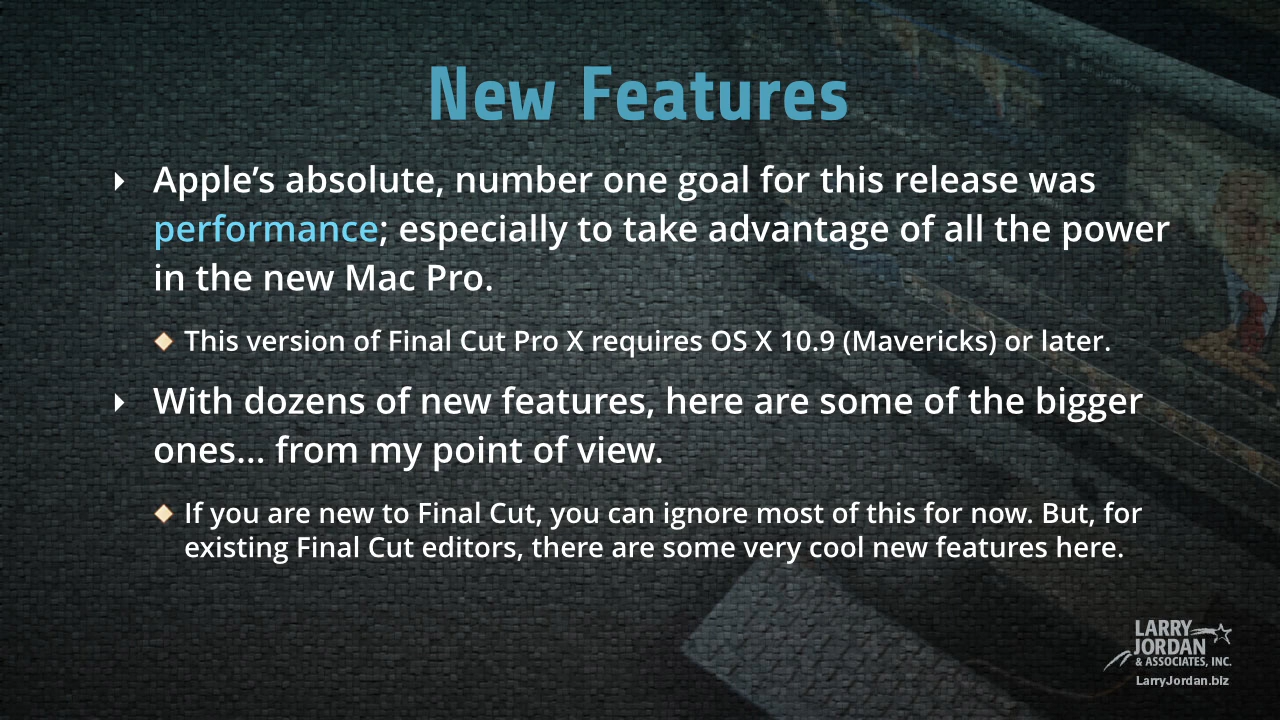 New Features
Apple’s absolute, number one goal for this release was
performance; especially to take advantage of all the power
in the new Mac Pro.
This version of Final Cut Pro X requires OS X 10.9 (Mavericks) or later.
With dozens of new features, here are some of the bigger
ones… from my point of view.
If you are new to Final Cut, you can ignore most of this for now. But, for
existing Final Cut editors, there are some very cool new features here.
LARRY
JORDAN
& ASSOCIATES, INC.
LarryJordan.biz